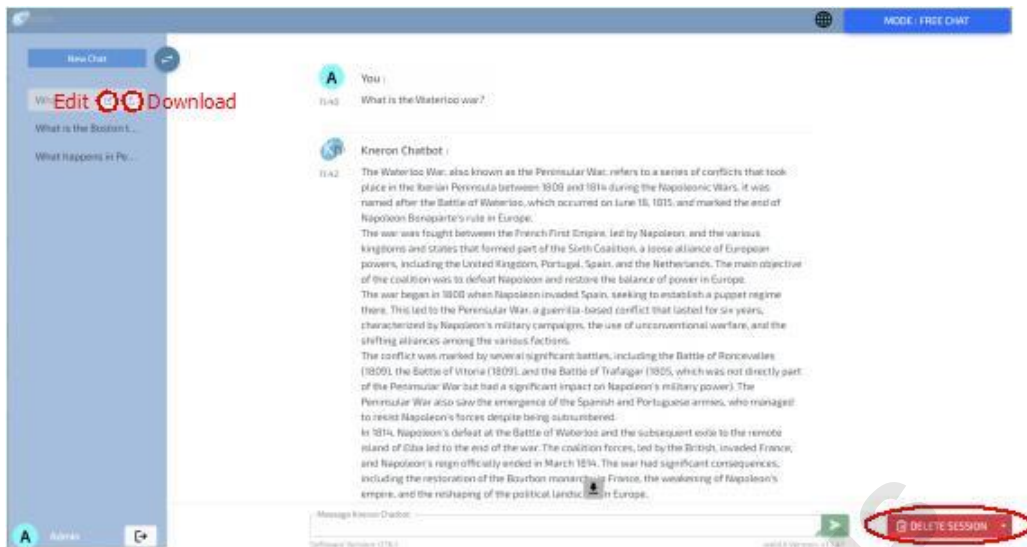 MODE : FREE CHAT
New Chat
Edit
Download
What is the Boston t...
What happens in Po...
A
You :
11:40
What is the Waterloo war?
Kneron Chatbot :
11:42
The Waterloo War, also known as the Peninsular War, refers to a series of conflicts that took
place in the Iberian Peninsula between 1808 and 1814 during the Napoleonic Wars. It was
named after the Battle of Waterloo, which occurred on June 18, 1815, and marked the end of
Napoleon Bonaparte's rule in Europe.
The war was fought between the French First Empire, led by Napoleon, and the various
kingdoms and states that formed part of the Sixth Coalition, a loose alliance of European
powers, including the United Kingdom, Portugal, Spain, and the Netherlands. The main objective
of the coalition was to defeat Napoleon and restore the balance of power in Europe.
The war began in 1808 when Napoleon invaded Spain, seeking to establish a puppet regime
there. This led to the Peninsular War, a guerrilla-based conflict that lasted for six years,
characterized by Napoleon's military campaigns, the use of unconventional warfare, and the
shifting alliances among the various factions.
The conflict was marked by several significant battles, including the Battle of Roncevalles
(1809), the Battle of Vitoria (1809), and the Battle of Trafalgar (1805, which was not directly part
of the Peninsular War but had a significant impact on Napoleon's military power). The
Peninsular War also saw the emergence of the Spanish and Portuguese armies, who managed
to resist Napoleon's forces despite being outnumbered.
In 1814, Napoleon's defeat at the Battle of Waterloo and the subsequent exile to the remote
island of Elba led to the end of the war. The coalition forces, led by the British, invaded France,
and Napoleon's reign officially ended in March 1814. The war had significant consequences,
including the restoration of the Bourbon monarchy in France, the weakening of Napoleon's
empire, and the reshaping of the political landsc in Europe.
Message Kneron Chatbot
A
Admin
DELETE SESSION
Software Version